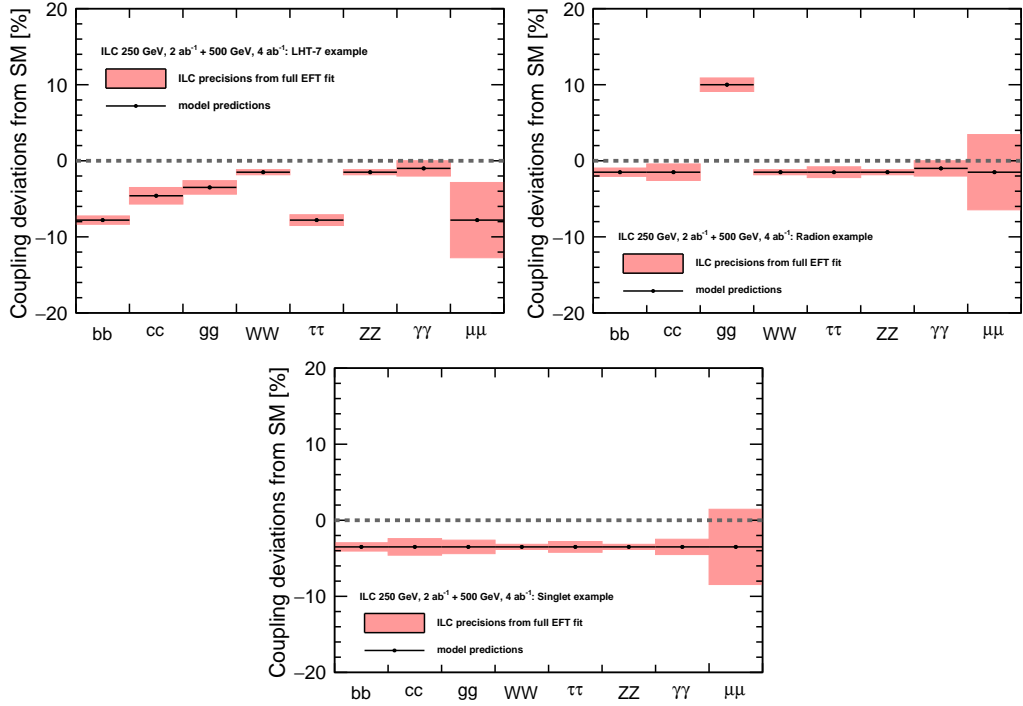 Coupling deviations from SM [%]
20
10
0
−10
−20
ILC 250 GeV, 2 ab⁻¹ + 500 GeV, 4 ab⁻¹: LHT-7 example
ILC precisions from full EFT fit
model predictions
bb cc gg WW ττ ZZ γγ μμ
Coupling deviations from SM [%]
20
10
0
−10
−20
ILC 250 GeV, 2 ab⁻¹ + 500 GeV, 4 ab⁻¹: Radion example
ILC precisions from full EFT fit
model predictions
bb cc gg WW ττ ZZ γγ μμ
Coupling deviations from SM [%]
20
10
0
−10
−20
ILC 250 GeV, 2 ab⁻¹ + 500 GeV, 4 ab⁻¹: Singlet example
ILC precisions from full EFT fit
model predictions
bb cc gg WW ττ ZZ γγ μμ